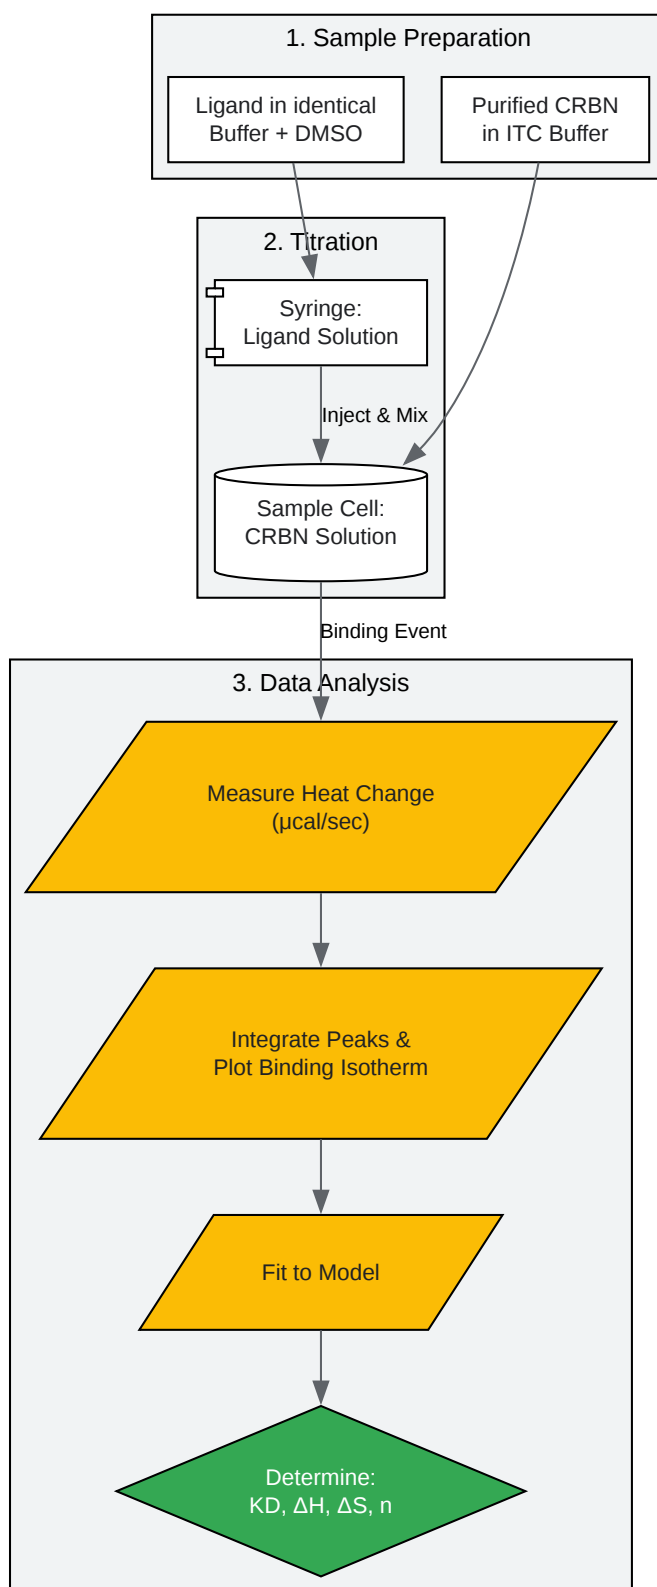 1. Sample Preparation
Ligand in identical
Buffer + DMSO
Purified CRBN
in ITC Buffer
2. Titration
Syringe:
Ligand Solution
Inject & Mix
Sample Cell:
CRBN Solution
Binding Event
3. Data Analysis
Measure Heat Change
(µcal/sec)
Integrate Peaks &
Plot Binding Isotherm
Fit to Model
Determine:
KD, ΔH, ΔS, n